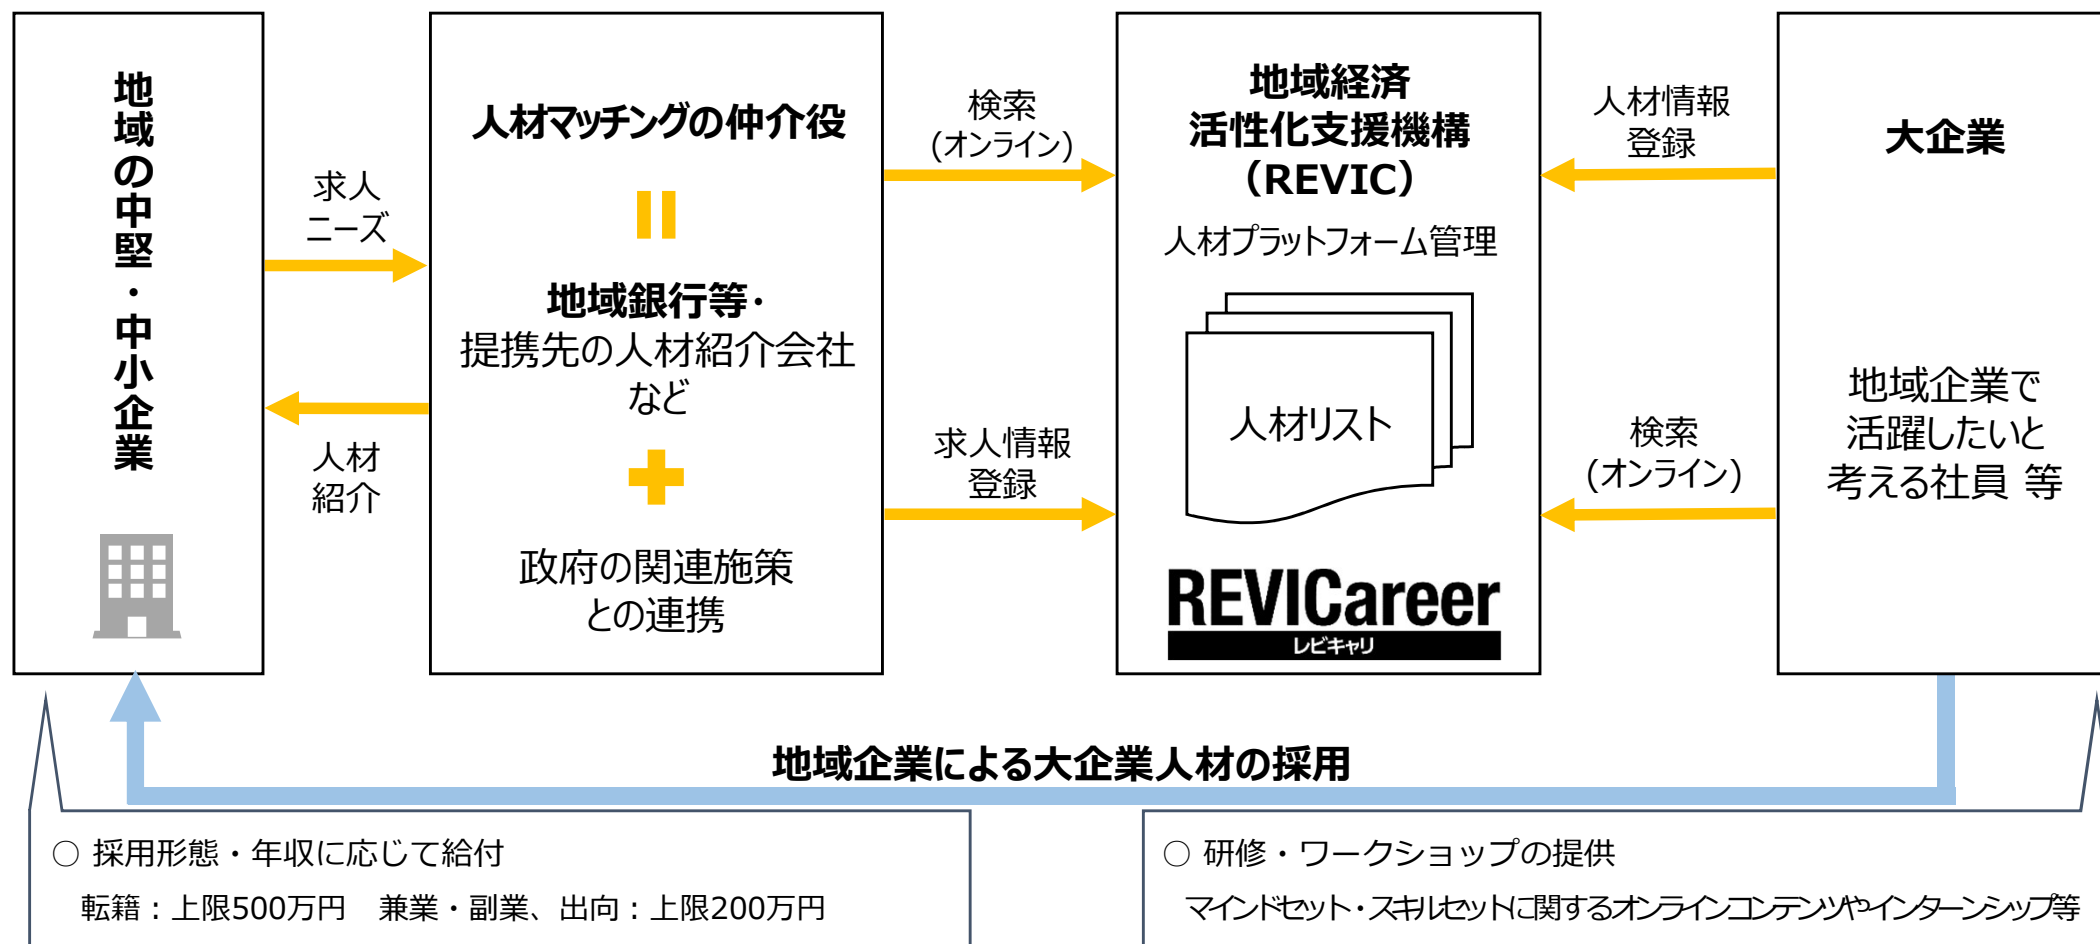 地域の中堅・中小企業
求人
ニーズ
人材
紹介
人材マッチングの仲介役
地域銀行等・
提携先の人材紹介会社
など
政府の関連施策
との連携
検索
(オンライン)
求人情報
登録
地域経済
活性化支援機構
（REVIC）
人材プラットフォーム管理
人材リスト
REVICareer
レビキャリ
人材情報
登録
検索
(オンライン)
大企業
地域企業で
活躍したいと
考える社員 等
地域企業による大企業人材の採用
○ 採用形態・年収に応じて給付
転籍：上限500万円　兼業・副業、出向：上限200万円
○ 研修・ワークショップの提供
マインドセット・スキルセットに関するオンラインコンテンツやインターンシップ等